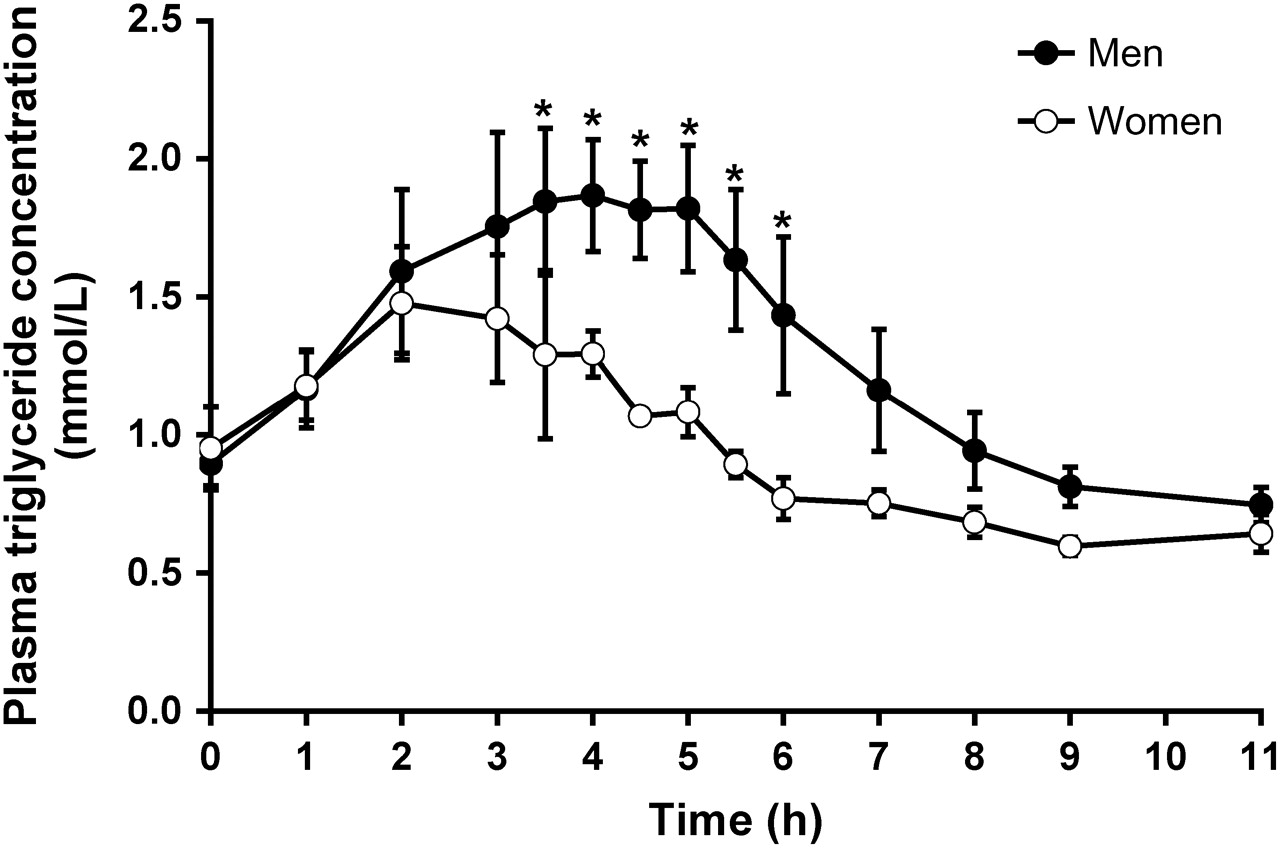 Plasma triglyceride concentration
(mmol/L)
2.5
2.0
1.5
1.0
0.5
0.0
Men
Women
* * * * * *
0 1 2 3 4 5 6 7 8 9 10 11
Time (h)